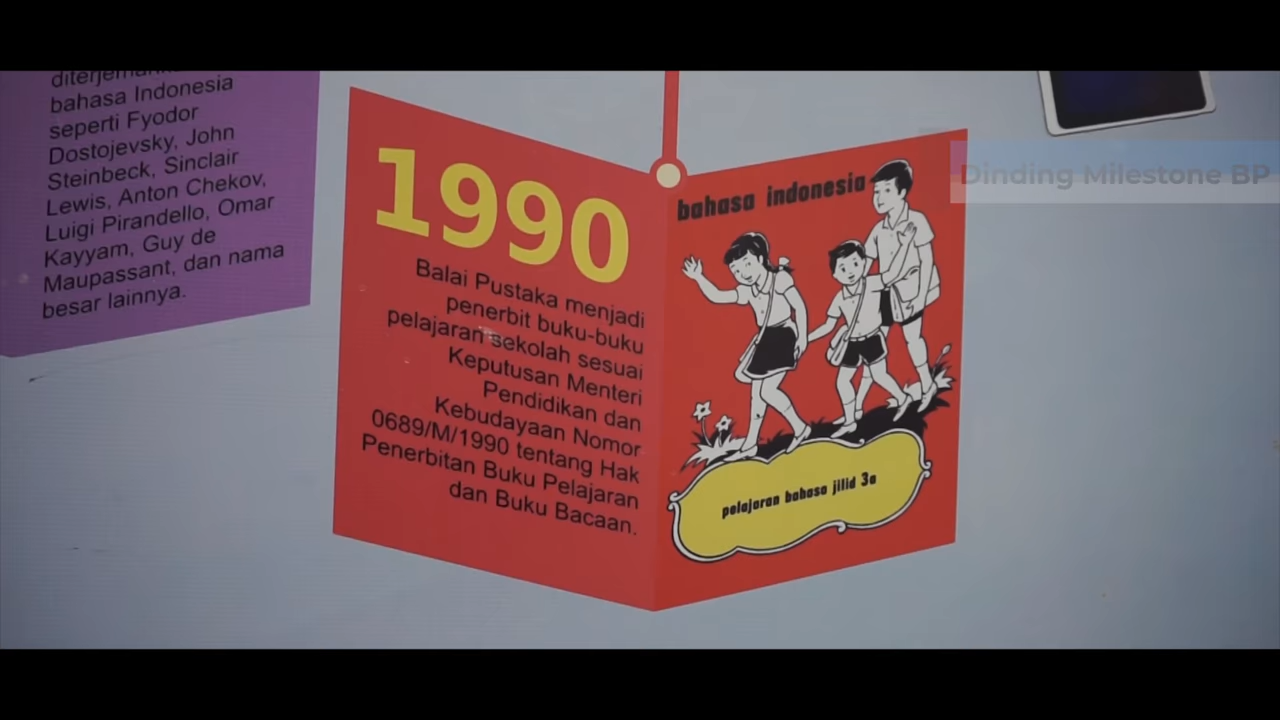 bahasa Indonesia
seperti Fyodor
Dostojevsky, John
Steinbeck, Sinclair
Lewis, Anton Chekov,
Luigi Pirandello, Omar
Kayyam, Guy de
Maupassant, dan nama
besar lainnya.
1990
Balai Pustaka menjadi
penerbit buku-buku
pelajaran sekolah sesuai
Keputusan Menteri
Pendidikan dan
Kebudayaan Nomor
0689/M/1990 tentang Hak
Penerbitan Buku Pelajaran
dan Buku Bacaan.
bahasa indonesia
pelajaran bahasa jilid 3a
Dinding Milestone BP